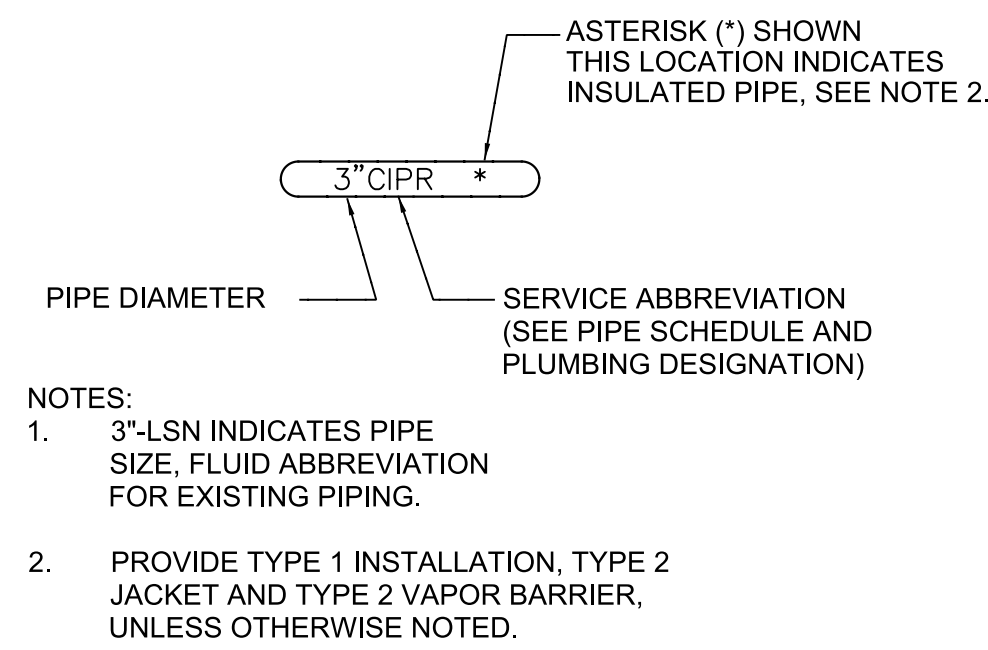 ASTERISK (*) SHOWN
THIS LOCATION INDICATES
INSULATED PIPE, SEE NOTE 2.
3"CIPR *
PIPE DIAMETER
SERVICE ABBREVIATION
(SEE PIPE SCHEDULE AND
PLUMBING DESIGNATION)
NOTES:
1. 3"-LSN INDICATES PIPE
SIZE, FLUID ABBREVIATION
FOR EXISTING PIPING.
2. PROVIDE TYPE 1 INSTALLATION, TYPE 2
JACKET AND TYPE 2 VAPOR BARRIER,
UNLESS OTHERWISE NOTED.